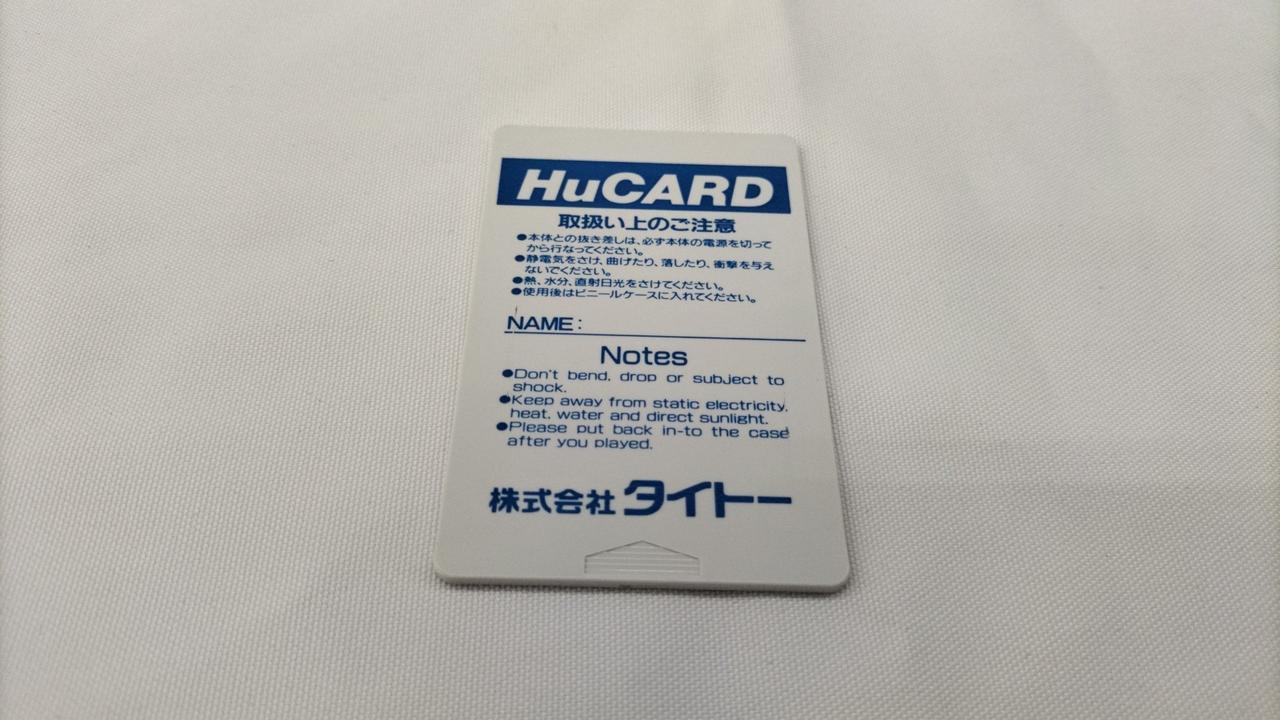 HuCARD
取扱い上のご注意
●本体との抜き差しは、必ず本体の電源を切って
から行なってください。
●静電気をさけ、曲げたり、落したり、衝撃を与え
ないでください。
●熱、水分、直射日光をさけてください。
●使用後はビニールケースに入れてください。
NAME:
Notes
●Don't bend, drop or subject to
shock.
●Keep away from static electricity,
heat, water and direct sunlight.
●Please put back in-to the case
after you played.
株式会社タイトー